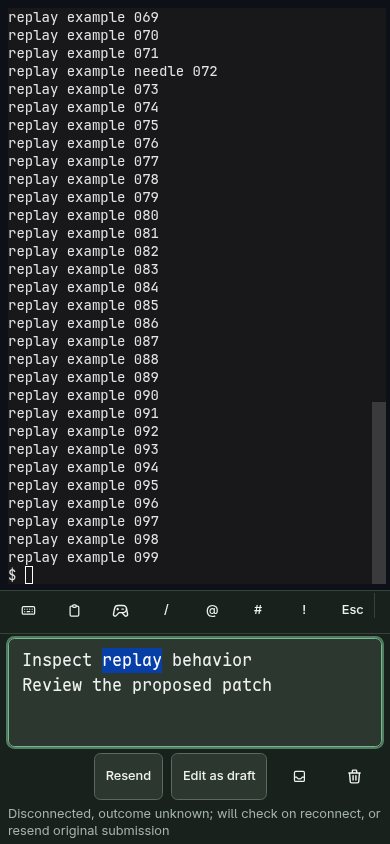 replay example 069
replay example 070
replay example 071
replay example needle 072
replay example 073
replay example 074
replay example 075
replay example 076
replay example 077
replay example 078
replay example 079
replay example 080
replay example 081
replay example 082
replay example 083
replay example 084
replay example 085
replay example 086
replay example 087
replay example 088
replay example 089
replay example 090
replay example 091
replay example 092
replay example 093
replay example 094
replay example 095
replay example 096
replay example 097
replay example 098
replay example 099
$
/ @ # ! Esc
Inspect replay behavior
Review the proposed patch
Resend Edit as draft
Disconnected, outcome unknown; will check on reconnect, or
resend original submission